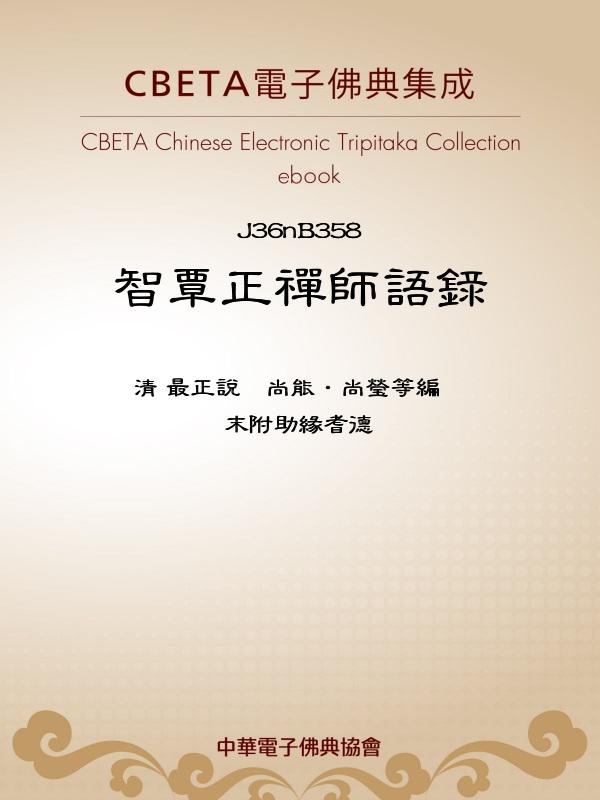 CBETA電子佛典集成
CBETA Chinese Electronic Tripitaka Collection
ebook
J36nB358
智覃正禪師語錄
清 最正說　尚能．尚瑩等編
末附助緣耆德
中華電子佛典協會